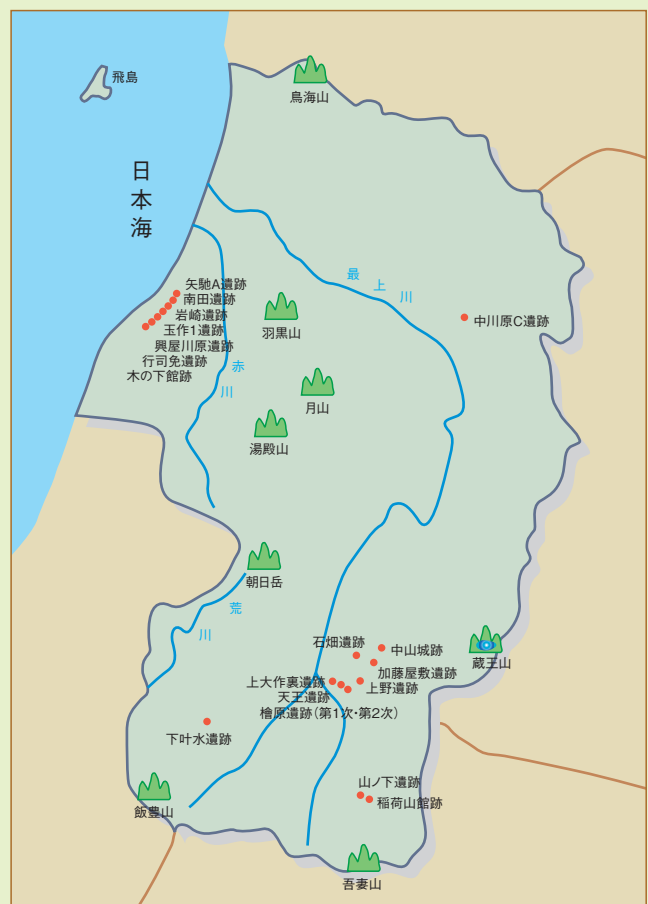 飛島
鳥海山
日本海
最上川
矢馳A遺跡
南田遺跡
岩崎遺跡
玉作1遺跡
興屋川原遺跡
行司免遺跡
木の下館跡
羽黒山
中川原C遺跡
赤川
月山
湯殿山
朝日岳
荒川
石畑遺跡
中山城跡
蔵王山
加藤屋敷遺跡
上大作裏遺跡
上野遺跡
天王遺跡
檜原遺跡（第1次・第2次）
下叶水遺跡
山ノ下遺跡
稲荷山館跡
飯豊山
吾妻山